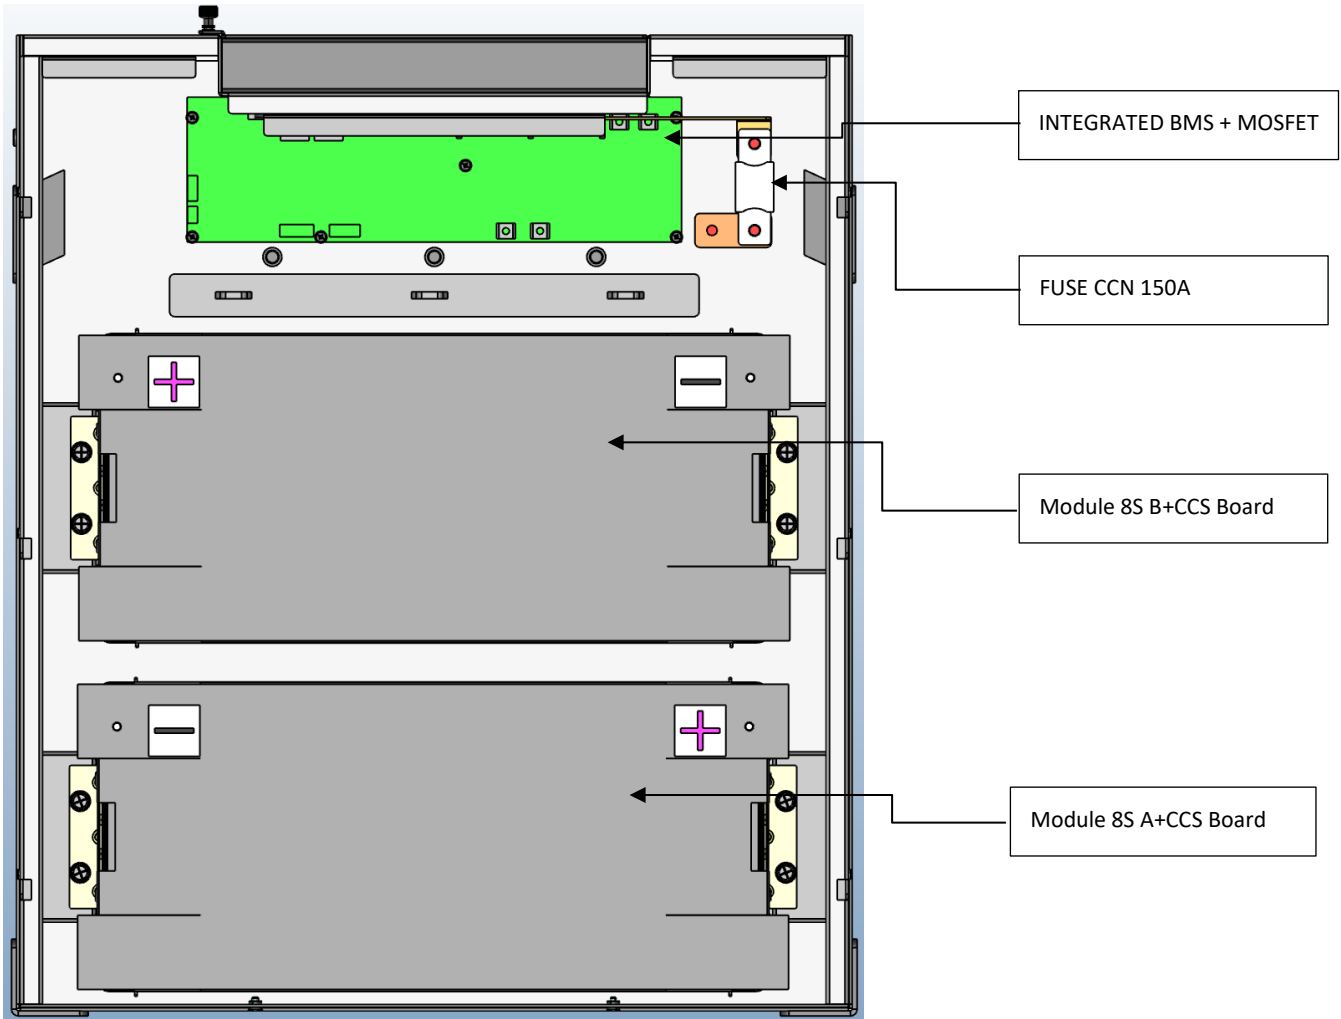 INTEGRATED BMS + MOSFET
FUSE CCN 150A
Module 8S B+CCS Board
Module 8S A+CCS Board